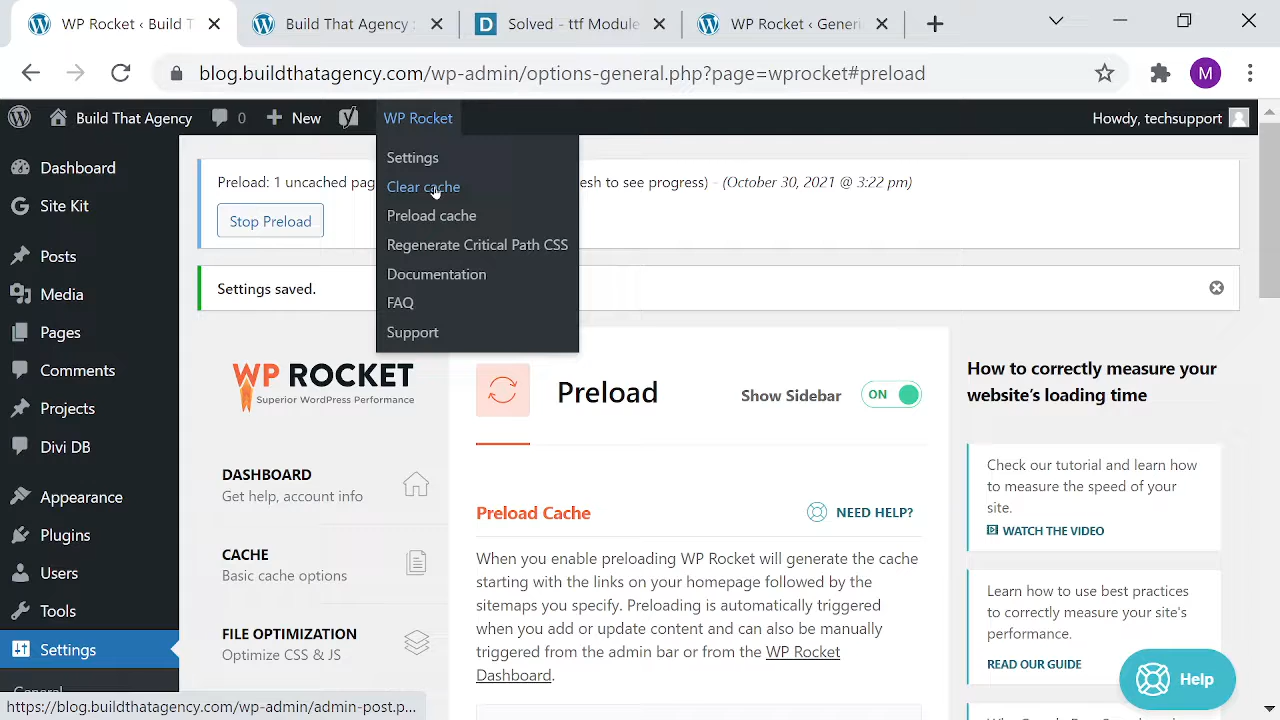 WP Rocket ‹ Build T
Build That Agency :
Solved - ttf Module
WP Rocket ‹ Generi
blog.buildthatagency.com/wp-admin/options-general.php?page=wprocket#preload
M
Build That Agency
0
New
WP Rocket
Howdy, techsupport
Dashboard
Site Kit
Posts
Media
Pages
Comments
Projects
Divi DB
Appearance
Plugins
Users
Tools
Settings
https://blog.buildthatagency.com/wp-admin/admin-post.p...
Settings
Clear cache
Preload cache
Regenerate Critical Path CSS
Documentation
FAQ
Support
Preload: 1 uncached pag
esh to see progress) - (October 30, 2021 @ 3:22 pm)
Stop Preload
Settings saved.
WP ROCKET
Superior WordPress Performance
DASHBOARD
Get help, account info
CACHE
Basic cache options
FILE OPTIMIZATION
Optimize CSS & JS
Preload
Show Sidebar
ON
Preload Cache
NEED HELP?
When you enable preloading WP Rocket will generate the cache
starting with the links on your homepage followed by the
sitemaps you specify. Preloading is automatically triggered
when you add or update content and can also be manually
triggered from the admin bar or from the WP Rocket
Dashboard.
How to correctly measure your
website's loading time
Check our tutorial and learn how
to measure the speed of your
site.
WATCH THE VIDEO
Learn how to use best practices
to correctly measure your site's
performance.
READ OUR GUIDE
Help